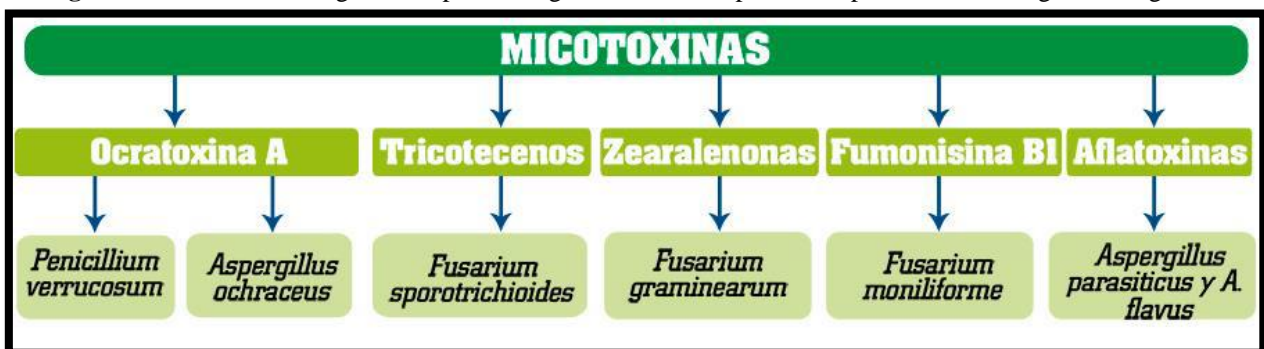 MICOTOXINAS
Ocratoxina A
Tricotecenos
Zearalenonas
Fumonisina B1
Aflatoxinas
Penicillium
verrucosum
Aspergillus
ochraceus
Fusarium
sporotrichioides
Fusarium
graminearum
Fusarium
moniliforme
Aspergillus
parasiticus y A.
flavus